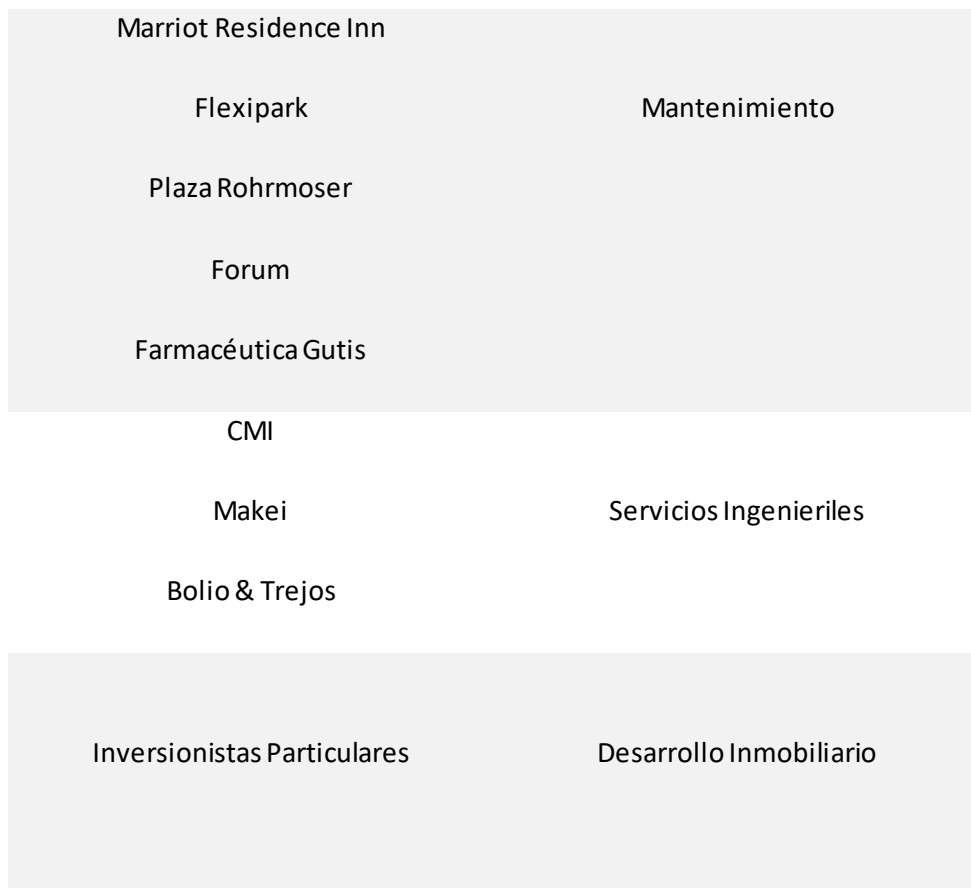 Marriot Residence Inn
Flexipark
Mantenimiento
Plaza Rohrmoser
Forum
Farmacéutica Gutis
CMI
Makei
Servicios Ingenieriles
Bolio & Trejos
Inversionistas Particulares
Desarrollo Inmobiliario